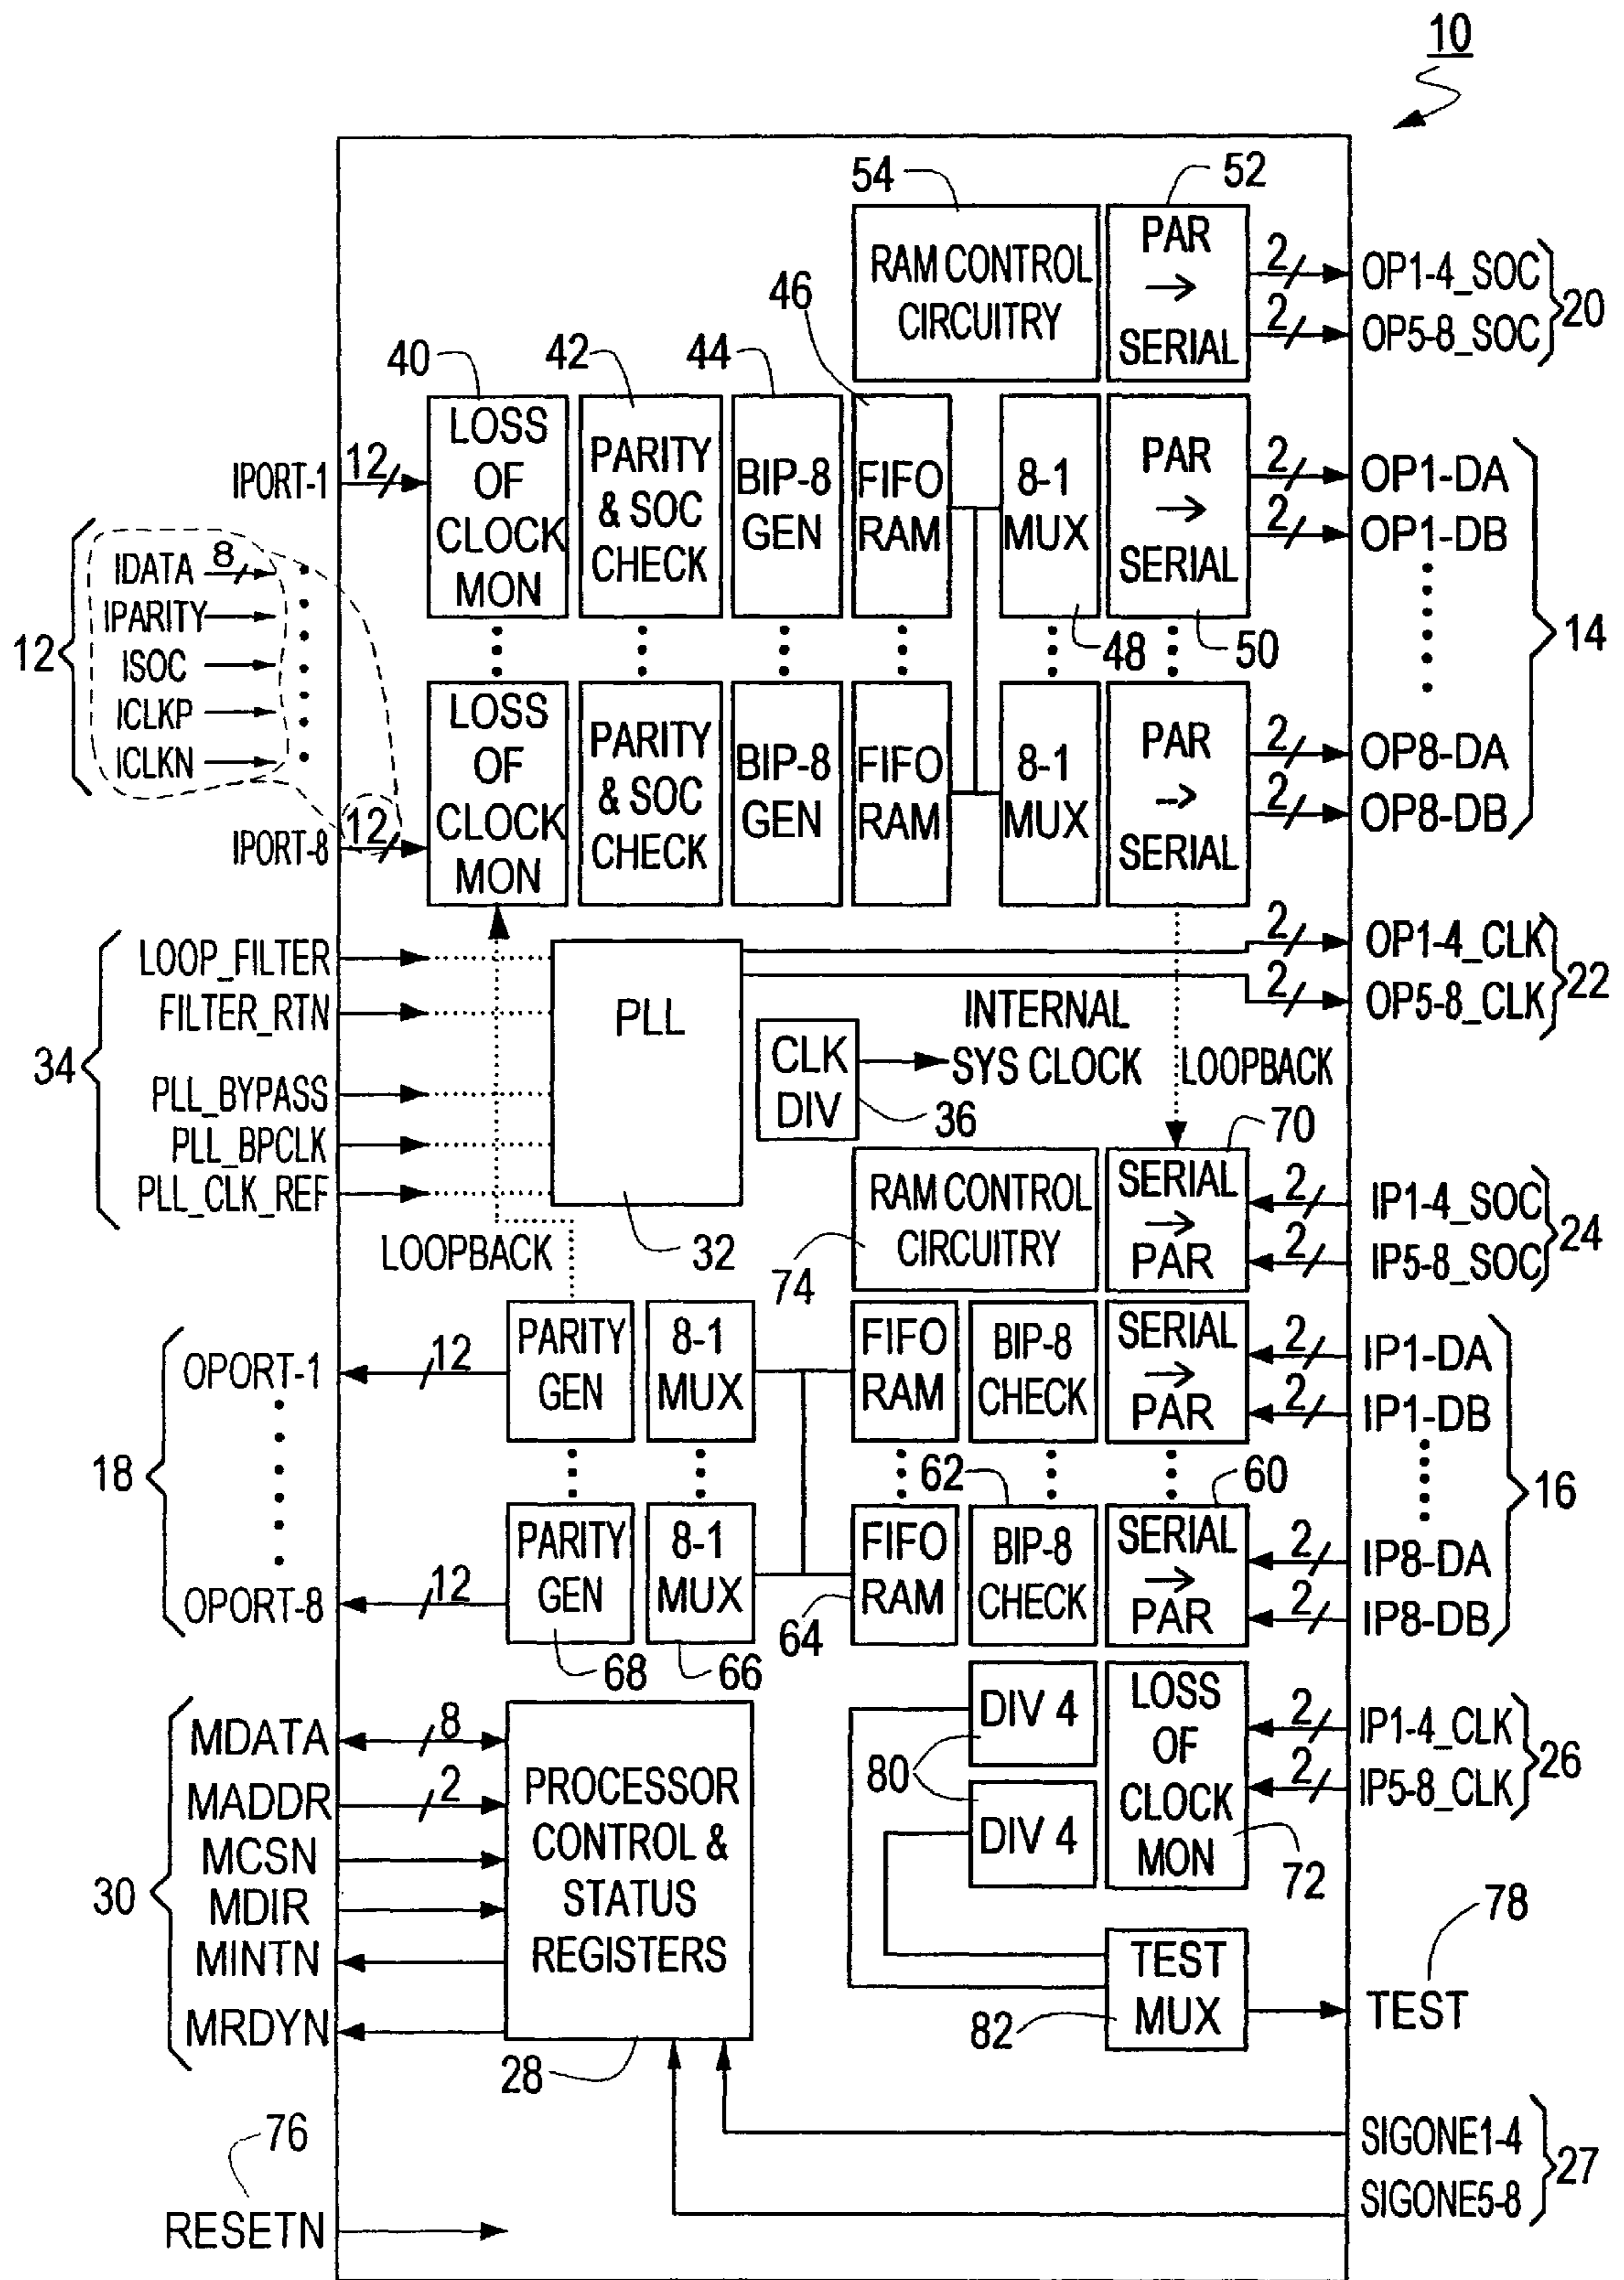 10
54
52
RAM CONTROL
CIRCUITRY
PAR
→
SERIAL
2
OP1-4_SOC
2
OP5-8_SOC
20
46
40
42
44
IPORT-1
12
LOSS
OF
CLOCK
MON
PARITY
& SOC
CHECK
BIP-8
GEN
FIFO
RAM
8-1
MUX
PAR
→
SERIAL
2
OP1-DA
2
OP1-DB
48
50
14
12
IDATA
8
IPARITY
ISOC
ICLKP
ICLKN
IPORT-8
12
LOSS
OF
CLOCK
MON
PARITY
& SOC
CHECK
BIP-8
GEN
FIFO
RAM
8-1
MUX
PAR
-->
SERIAL
2
OP8-DA
2
OP8-DB
34
LOOP_FILTER
FILTER_RTN
PLL_BYPASS
PLL_BPCLK
PLL_CLK_REF
PLL
32
2
OP1-4_CLK
2
OP5-8_CLK
22
CLK
DIV
36
INTERNAL
SYS CLOCK
LOOPBACK
LOOPBACK
RAM CONTROL
CIRCUITRY
74
70
SERIAL
→
PAR
2
IP1-4_SOC
2
IP5-8_SOC
24
18
OPORT-1
12
PARITY
GEN
8-1
MUX
FIFO
RAM
BIP-8
CHECK
SERIAL
→
PAR
2
IP1-DA
2
IP1-DB
16
62
60
OPORT-8
12
PARITY
GEN
68
8-1
MUX
66
FIFO
RAM
64
BIP-8
CHECK
SERIAL
→
PAR
2
IP8-DA
2
IP8-DB
30
MDATA
8
MADDR
2
MCSN
MDIR
MINTN
MRDYN
PROCESSOR
CONTROL &
STATUS
REGISTERS
28
DIV 4
80
DIV 4
LOSS
OF
CLOCK
MON
72
2
IP1-4_CLK
2
IP5-8_CLK
26
TEST
MUX
82
78
TEST
76
RESETN
SIGONE1-4
SIGONE5-8
27